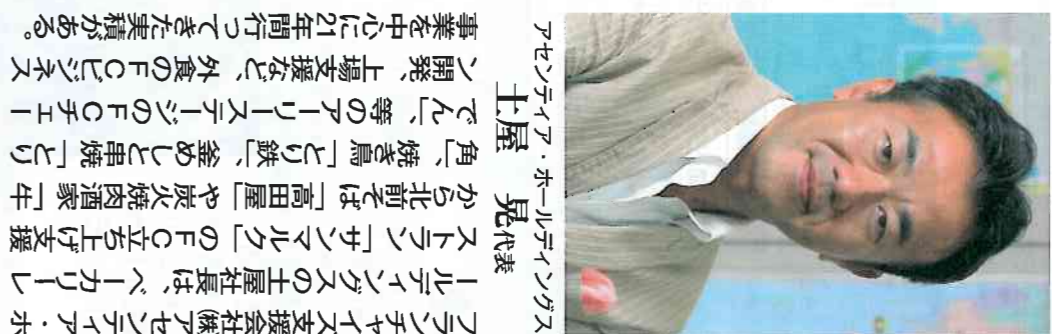 フランチャイズ支援会社㈱アセンティア・ホ
ールディングスの土屋社長は、ベーカリーレ
ストラン「サンマルク」のFC立ち上げ支援
から北前そば「高田屋」や炭火焼肉酒家「牛
角」、焼き鳥「とり鉄」、釜めしと串焼「とり
でん」、等のアーリーステージのFCチェー
ン開発、上場支援など、外食のFCビジネス
事業を中心に21年間行ってきた実績がある。
アセンティア・ホールディングス
土屋 晃代表